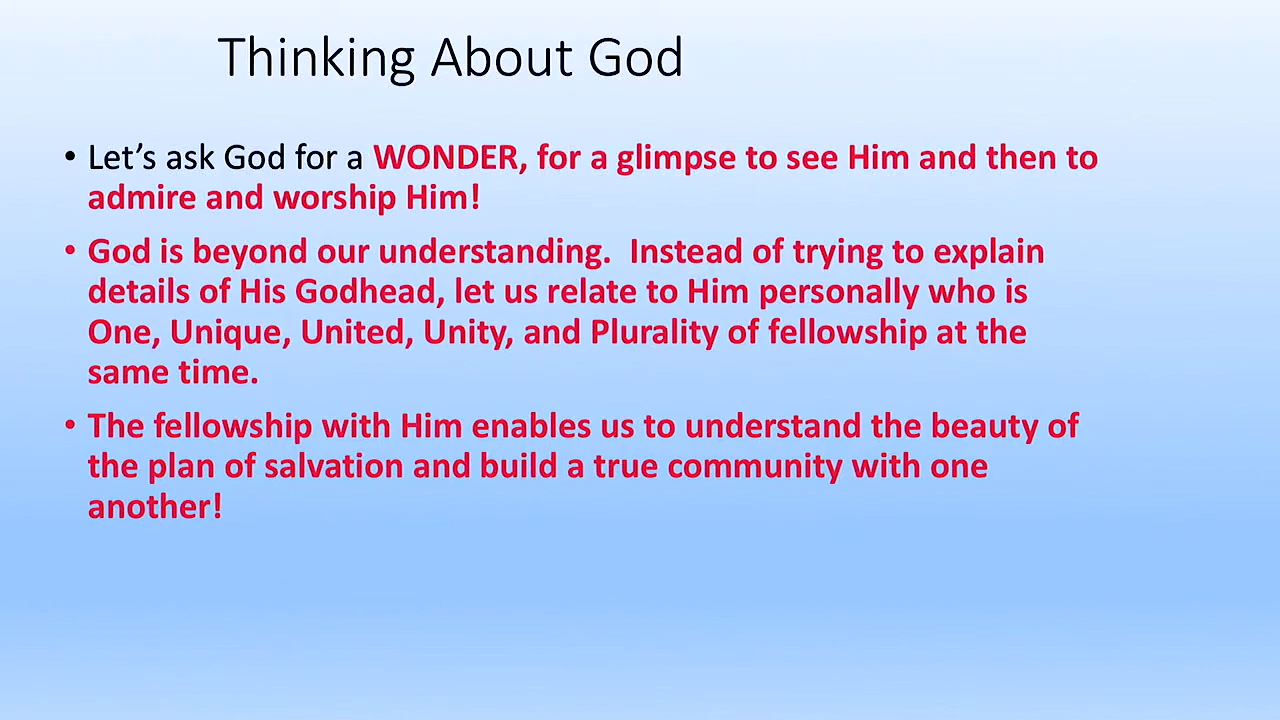 Thinking About God
• Let’s ask God for a WONDER, for a glimpse to see Him and then to
admire and worship Him!
• God is beyond our understanding.  Instead of trying to explain
details of His Godhead, let us relate to Him personally who is
One, Unique, United, Unity, and Plurality of fellowship at the
same time.
• The fellowship with Him enables us to understand the beauty of
the plan of salvation and build a true community with one
another!